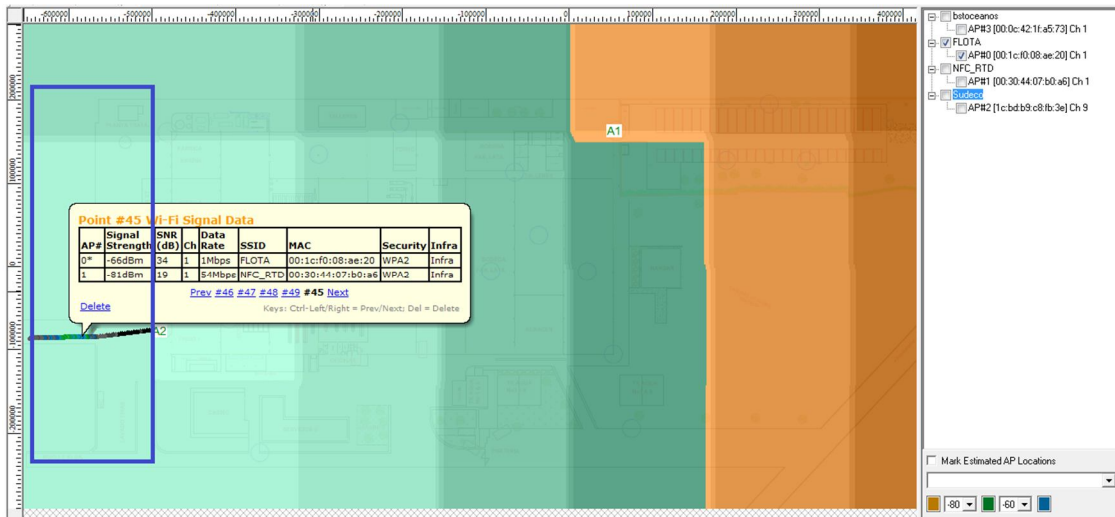 -600000 -500000 -400000 -300000 -200000 -100000 0 100000 200000 300000 400000
200000
100000
0
-100000
-200000
A1
A2
Point #45 Wi-Fi Signal Data
AP# Signal Strength SNR (dB) Ch Data Rate SSID MAC Security Infra
0* -66dBm 34 1 1Mbps FLOTA 00:1c:f0:08:ae:20 WPA2 Infra
1 -81dBm 19 1 54Mbps NFC_RTD 00:30:44:07:b0:a6 WPA2 Infra
Prev #46 #47 #48 #49 #45 Next
Delete
Keys: Ctrl-Left/Right = Prev/Next; Del = Delete
bstoceanos
AP#3 [00:0c:42:1f:a5:73] Ch 1
FLOTA
AP#0 [00:1c:f0:08:ae:20] Ch 1
NFC_RTD
AP#1 [00:30:44:07:b0:a6] Ch 1
Sudeco
AP#2 [1c:bd:b9:c8:fb:3e] Ch 9
Mark Estimated AP Locations
-80 -60